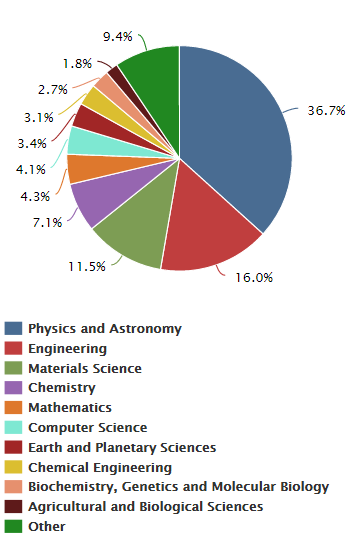 9.4%
1.8%
2.7%
3.1%
3.4%
4.1%
4.3%
7.1%
11.5%
16.0%
36.7%
Physics and Astronomy
Engineering
Materials Science
Chemistry
Mathematics
Computer Science
Earth and Planetary Sciences
Chemical Engineering
Biochemistry, Genetics and Molecular Biology
Agricultural and Biological Sciences
Other